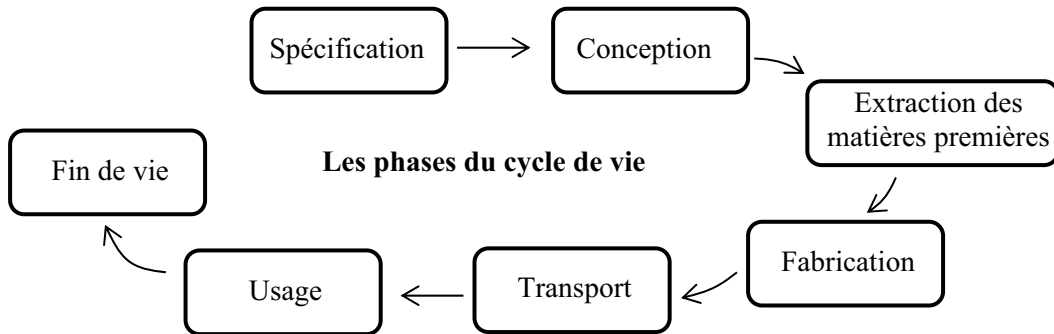 Spécification
Conception
Extraction des
matières premières
Fin de vie
Les phases du cycle de vie
Fabrication
Transport
Usage